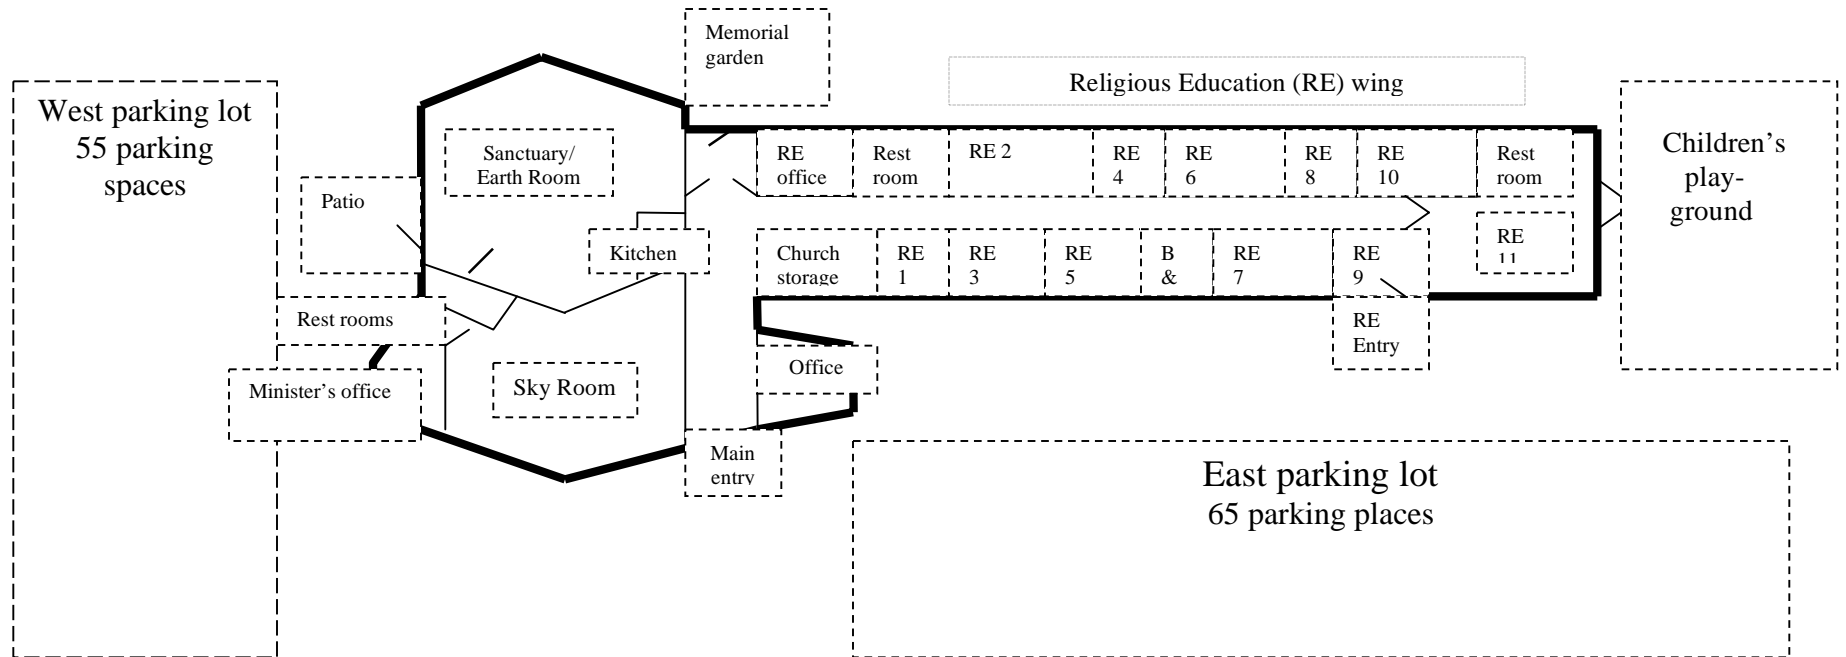 Memorial
garden
Religious Education (RE) wing
West parking lot
55 parking
spaces
Sanctuary/
Earth Room
Patio
Kitchen
Rest rooms
Minister's office
Sky Room
RE
office
Rest
room
RE 2
RE
4
RE
6
RE
8
RE
10
Rest
room
Church
storage
RE
1
RE
3
RE
5
B
&
RE
7
RE
9
RE
11
RE
Entry
Office
Main
entry
Children's
play-
ground
East parking lot
65 parking places